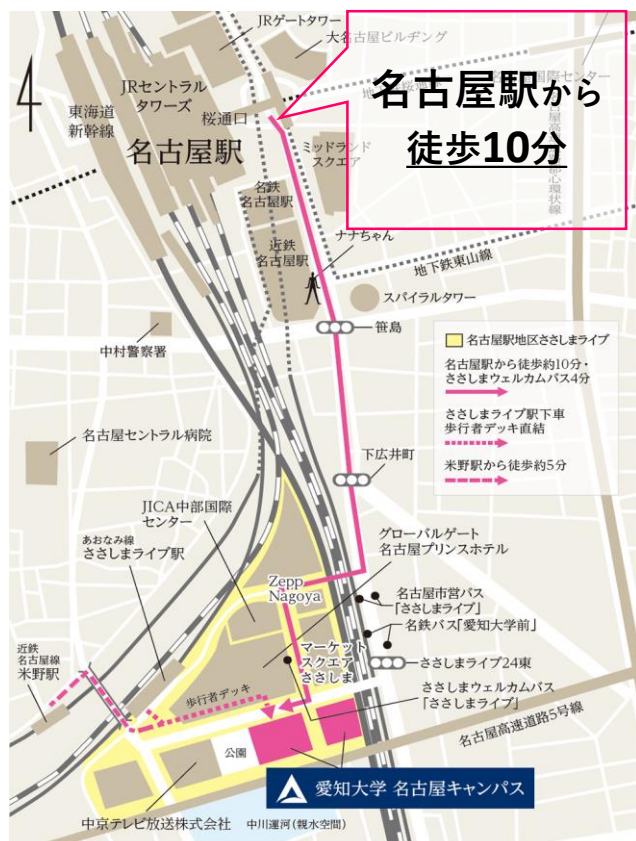 JRゲートタワー
大名古屋ビルヂング
JRセントラル
タワーズ
東海道
新幹線
桜通口
名古屋駅
名古屋駅から
徒歩10分
国際センター
ミッドランド
スクエア
名鉄
名古屋駅
近鉄
名古屋駅
ナナちゃん
地下鉄東山線
スパイラルタワー
笹島
中村警察署
名古屋駅地区ささしまライブ
名古屋駅から徒歩約10分・
ささしまウェルカムバス4分
ささしまライブ駅下車
歩行者デッキ直結
米野駅から徒歩約5分
名古屋セントラル病院
下広井町
JICA中部国際
センター
あおなみ線
ささしまライブ駅
グローバルゲート
名古屋プリンスホテル
Zepp
Nagoya
名古屋市営バス
「ささしまライブ」
名鉄バス「愛知大学前」
近鉄
名古屋線
米野駅
マーケット
スクエア
ささしま
ささしまライブ24東
歩行者デッキ
ささしまウェルカムバス
「ささしまライブ」
名古屋高速道路5号線
公園
愛知大学 名古屋キャンパス
中京テレビ放送株式会社
中川運河(親水空間)